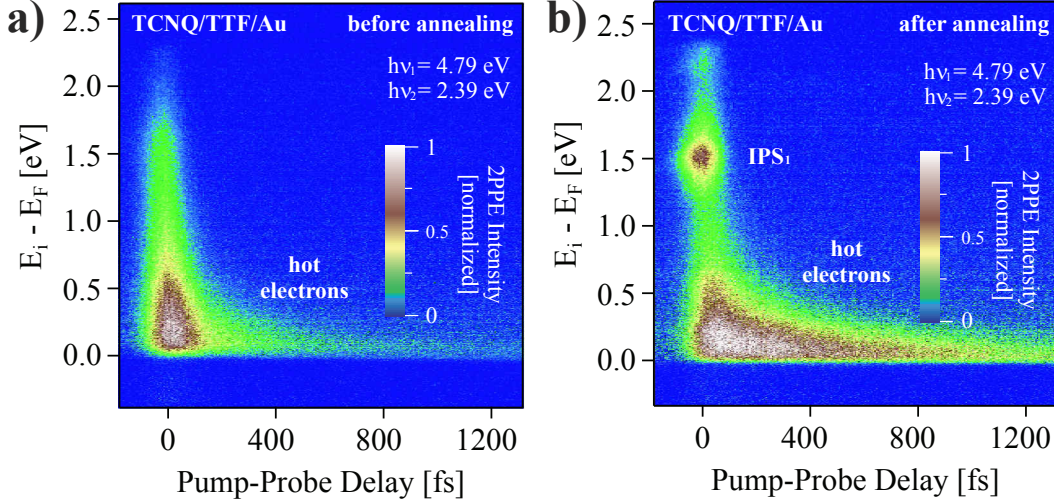 a)
TCNQ/TTF/Au before annealing
hν₁= 4.79 eV
hν₂= 2.39 eV
2.5
2.0
1.5
1.0
0.5
0.0
Eᵢ - E_F [eV]
1
0.5
0
2PPE Intensity
[normalized]
hot
electrons
0 400 800 1200
Pump-Probe Delay [fs]
b)
TCNQ/TTF/Au after annealing
hν₁= 4.79 eV
hν₂= 2.39 eV
2.5
2.0
1.5
1.0
0.5
0.0
Eᵢ - E_F [eV]
IPS₁
1
0.5
0
2PPE Intensity
[normalized]
hot
electrons
0 400 800 1200
Pump-Probe Delay [fs]